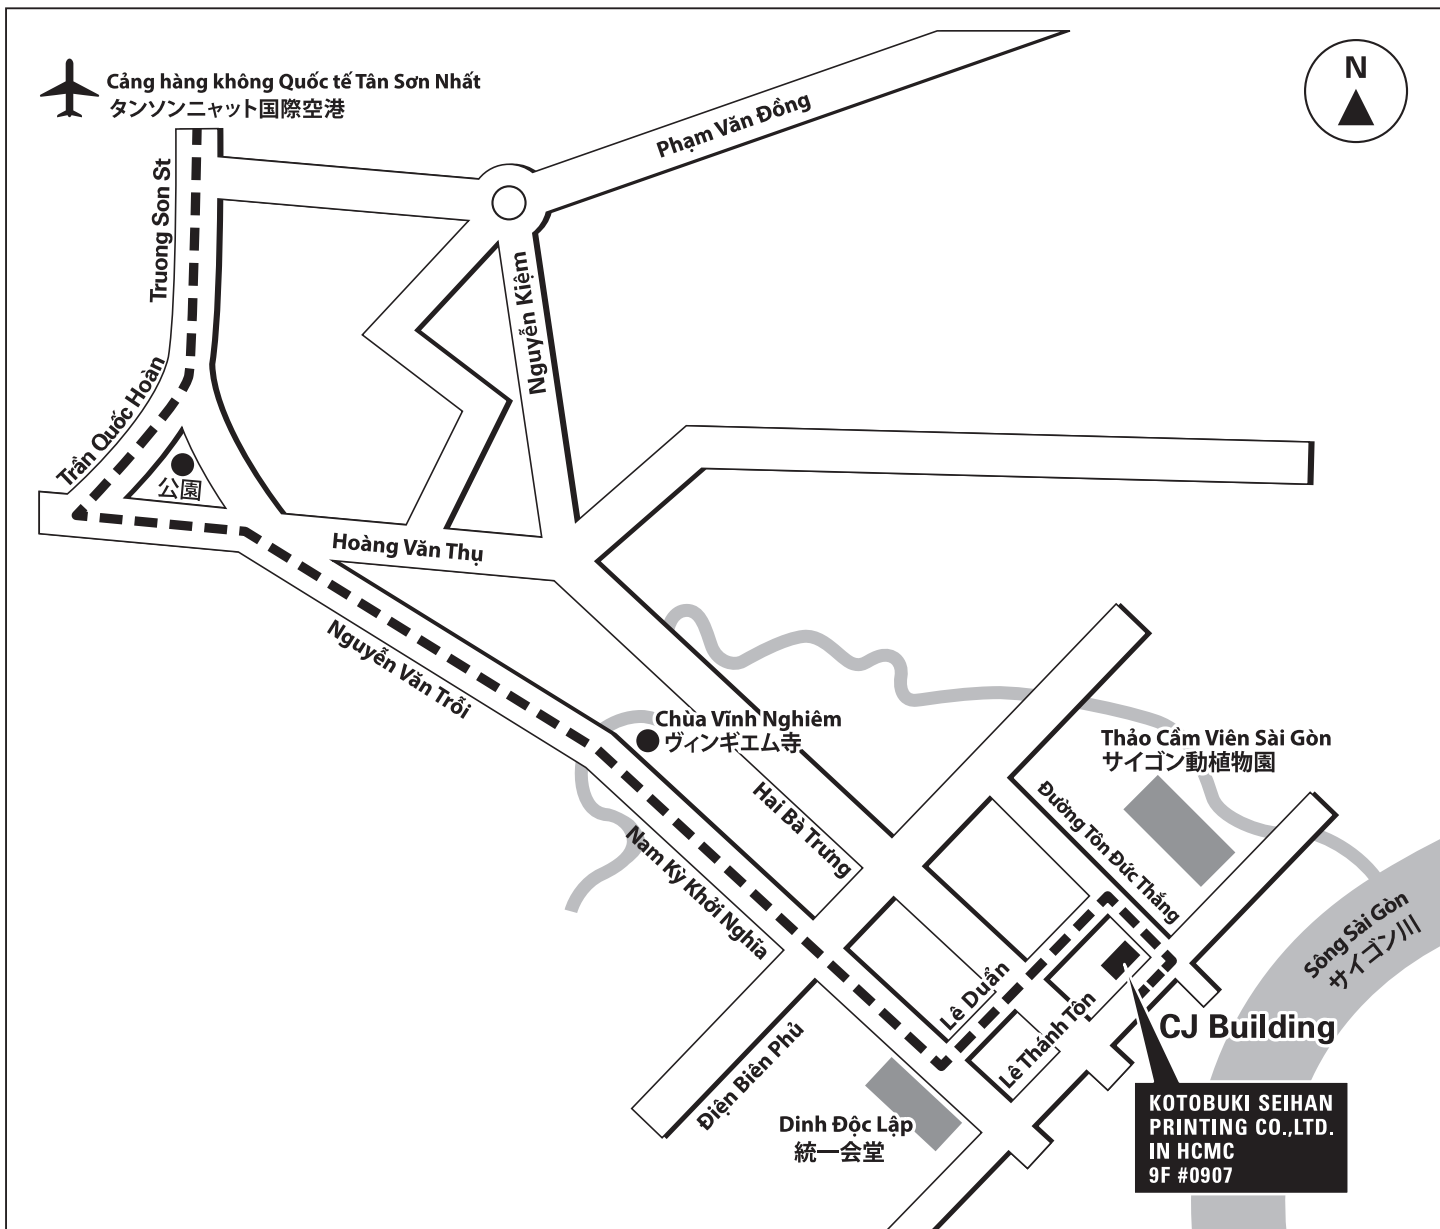 Cảng hàng không Quốc tế Tân Sơn Nhất
タンソンニャット国際空港
N
Phạm Văn Đồng
Truong Son St
Nguyễn Kiệm
Trần Quốc Hoàn
公園
Hoàng Văn Thụ
Nguyễn Văn Trỗi
Chùa Vĩnh Nghiêm
ヴィンギエム寺
Thảo Cầm Viên Sài Gòn
サイゴン動植物園
Hai Bà Trưng
Đường Tôn Đức Thắng
Nam Kỳ Khởi Nghĩa
Sông Sài Gòn
サイゴン川
Lê Duẩn
Lê Thánh Tôn
CJ Building
Điện Biên Phủ
Dinh Độc Lập
統一会堂
KOTOBUKI SEIHAN
PRINTING CO.,LTD.
IN HCMC
9F #0907